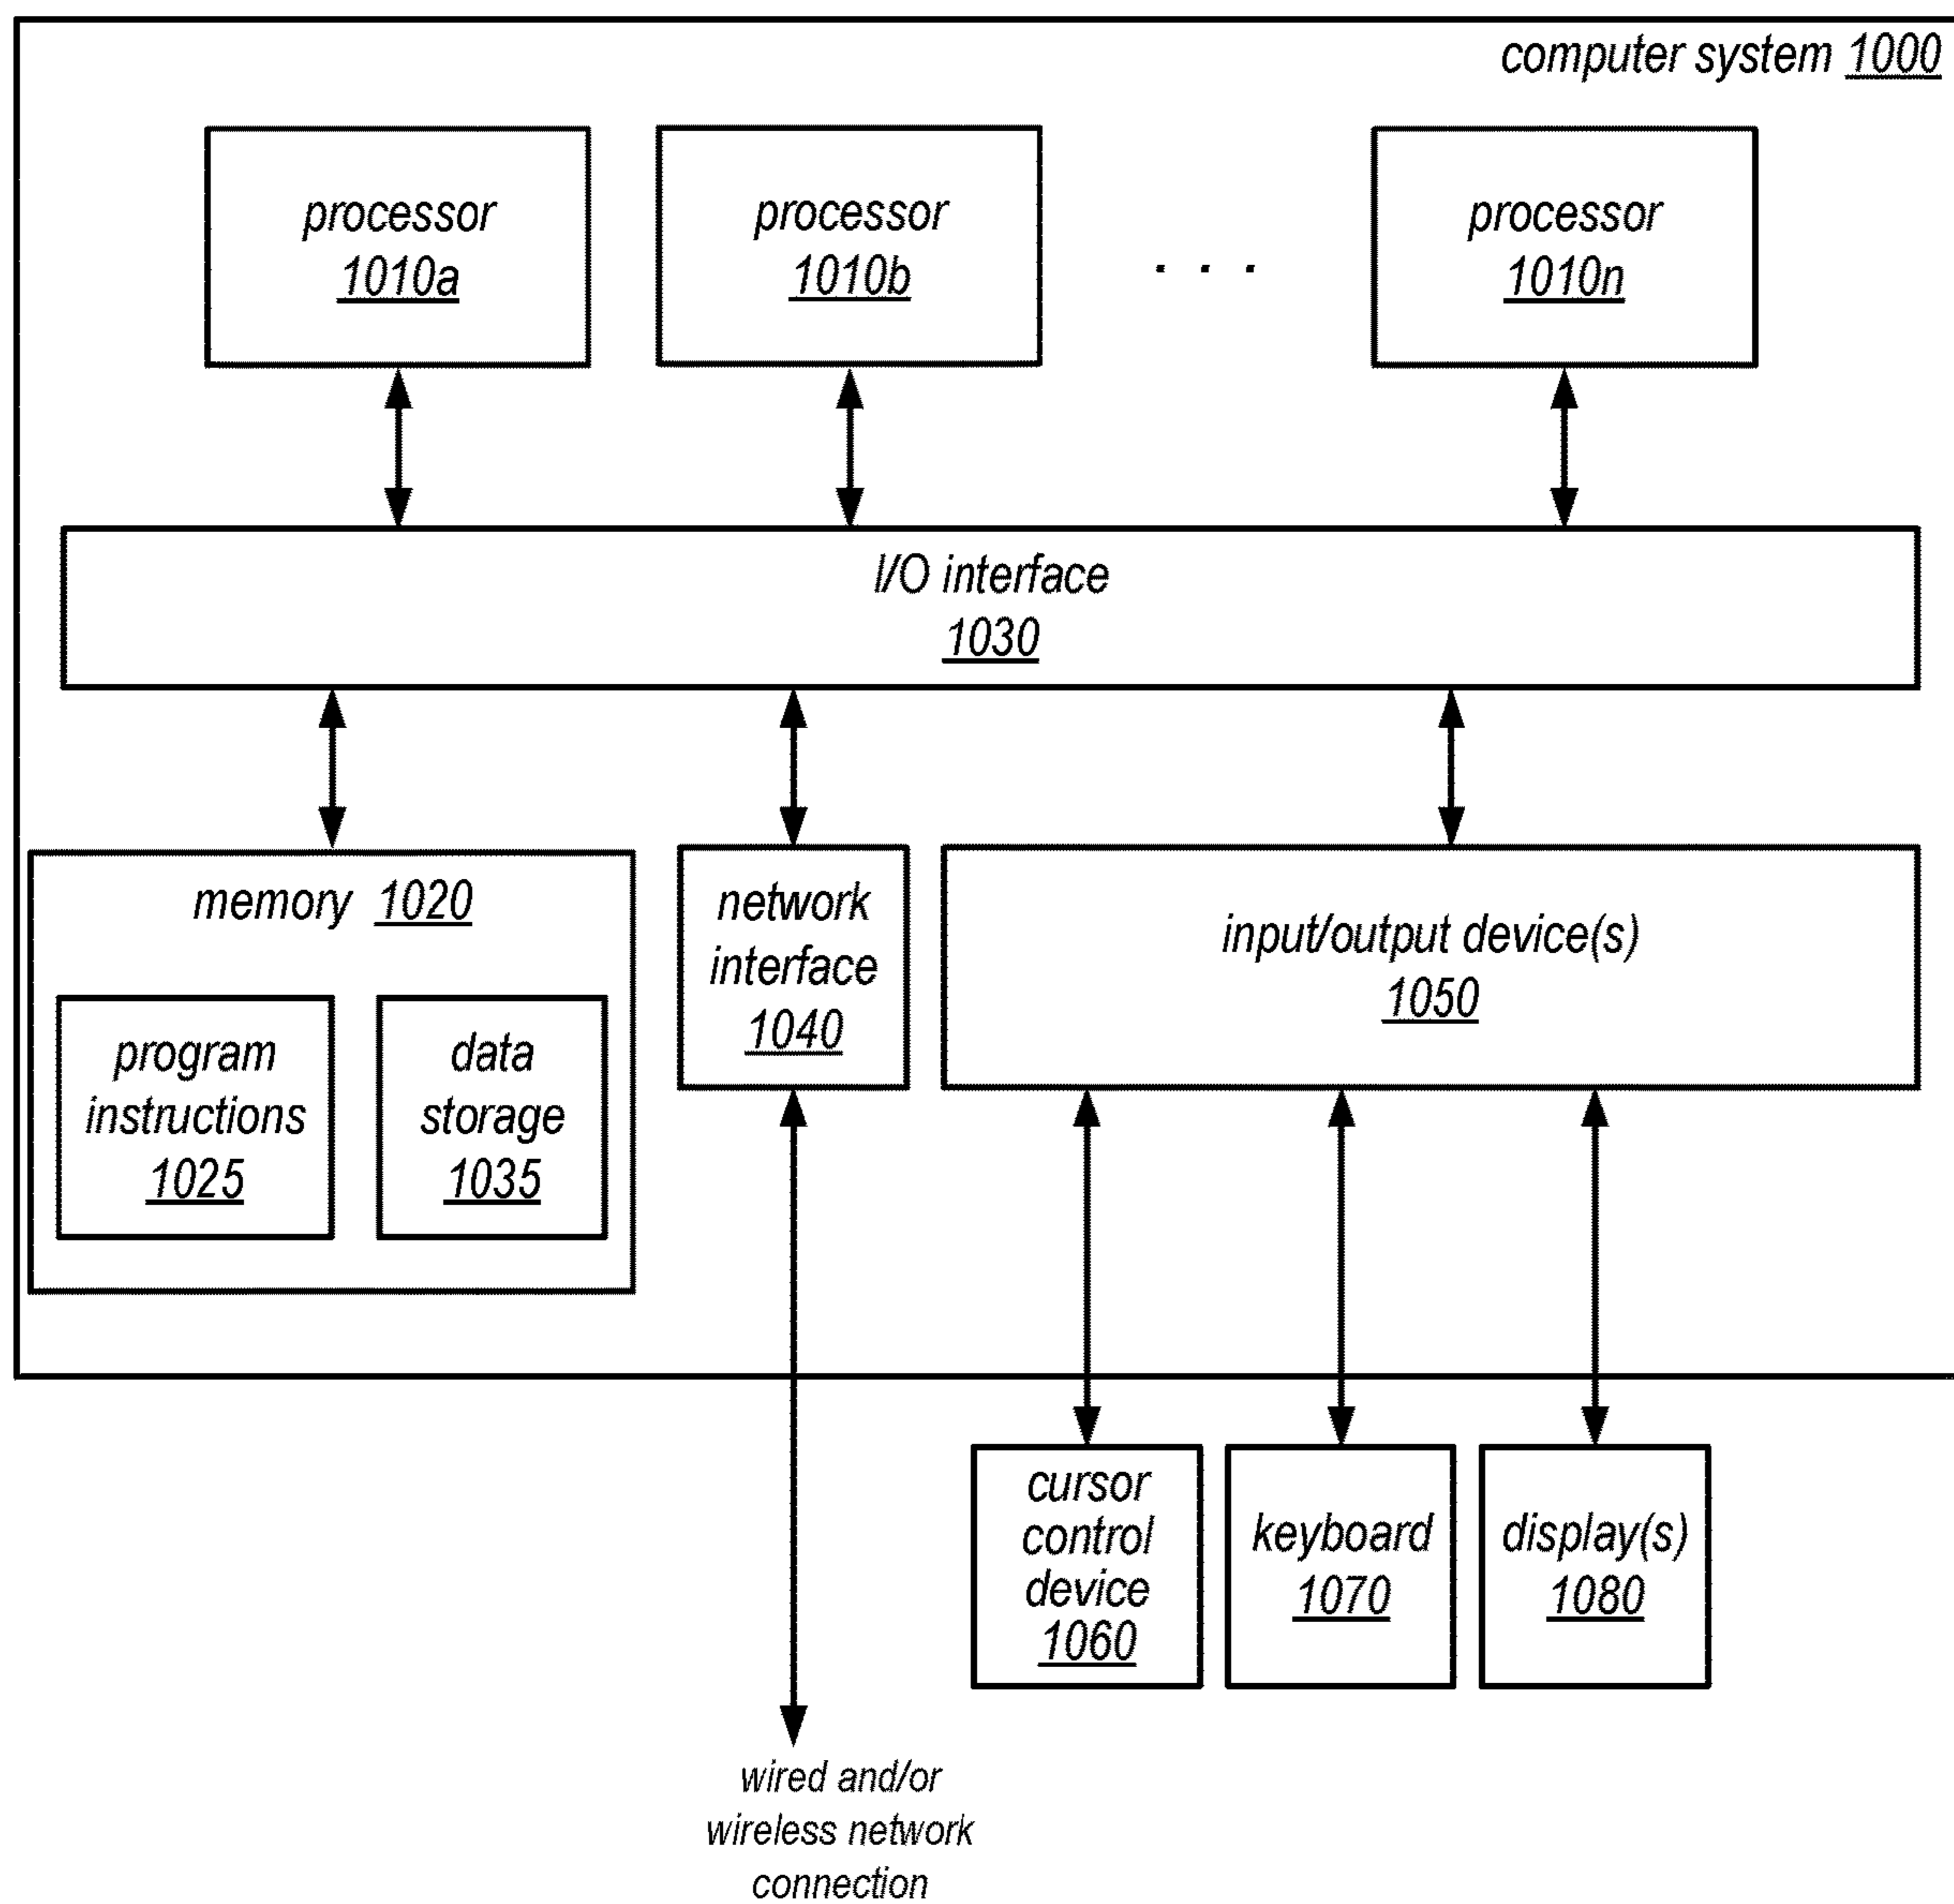 computer system 1000
processor
1010a
processor
1010b
. . .
processor
1010n
I/O interface
1030
memory 1020
program
instructions
1025
data
storage
1035
network
interface
1040
input/output device(s)
1050
cursor
control
device
1060
keyboard
1070
display(s)
1080
wired and/or
wireless network
connection